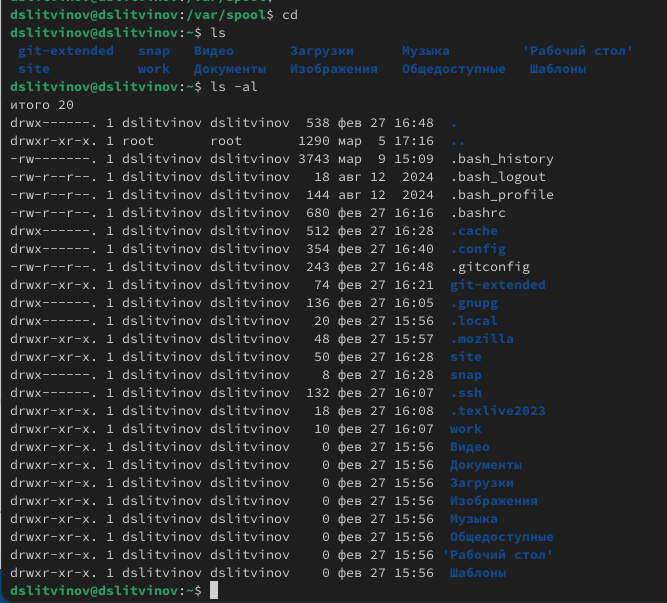 dslitvinov@dslitvinov:/var/spool$
dslitvinov@dslitvinov:/var/spool$ cd
dslitvinov@dslitvinov:~$ ls
git-extended snap Видео Загрузки Музыка 'Рабочий стол'
site work Документы Изображения Общедоступные Шаблоны
dslitvinov@dslitvinov:~$ ls -al
итого 20
drwx------. 1 dslitvinov dslitvinov 538 фев 27 16:48 .
drwxr-xr-x. 1 root root 1290 мар 5 17:16 ..
-rw-------. 1 dslitvinov dslitvinov 3743 мар 9 15:09 .bash_history
-rw-r--r--. 1 dslitvinov dslitvinov 18 авг 12 2024 .bash_logout
-rw-r--r--. 1 dslitvinov dslitvinov 144 авг 12 2024 .bash_profile
-rw-r--r--. 1 dslitvinov dslitvinov 680 фев 27 16:16 .bashrc
drwx------. 1 dslitvinov dslitvinov 512 фев 27 16:28 .cache
drwx------. 1 dslitvinov dslitvinov 354 фев 27 16:40 .config
-rw-r--r--. 1 dslitvinov dslitvinov 243 фев 27 16:48 .gitconfig
drwxr-xr-x. 1 dslitvinov dslitvinov 74 фев 27 16:21 git-extended
drwx------. 1 dslitvinov dslitvinov 136 фев 27 16:05 .gnupg
drwx------. 1 dslitvinov dslitvinov 20 фев 27 15:56 .local
drwxr-xr-x. 1 dslitvinov dslitvinov 48 фев 27 15:57 .mozilla
drwxr-xr-x. 1 dslitvinov dslitvinov 50 фев 27 16:28 site
drwx------. 1 dslitvinov dslitvinov 8 фев 27 16:28 snap
drwx------. 1 dslitvinov dslitvinov 132 фев 27 16:07 .ssh
drwxr-xr-x. 1 dslitvinov dslitvinov 18 фев 27 16:08 .texlive2023
drwxr-xr-x. 1 dslitvinov dslitvinov 10 фев 27 16:07 work
drwxr-xr-x. 1 dslitvinov dslitvinov 0 фев 27 15:56 Видео
drwxr-xr-x. 1 dslitvinov dslitvinov 0 фев 27 15:56 Документы
drwxr-xr-x. 1 dslitvinov dslitvinov 0 фев 27 15:56 Загрузки
drwxr-xr-x. 1 dslitvinov dslitvinov 0 фев 27 15:56 Изображения
drwxr-xr-x. 1 dslitvinov dslitvinov 0 фев 27 15:56 Музыка
drwxr-xr-x. 1 dslitvinov dslitvinov 0 фев 27 15:56 Общедоступные
drwxr-xr-x. 1 dslitvinov dslitvinov 0 фев 27 15:56 'Рабочий стол'
drwxr-xr-x. 1 dslitvinov dslitvinov 0 фев 27 15:56 Шаблоны
dslitvinov@dslitvinov:~$